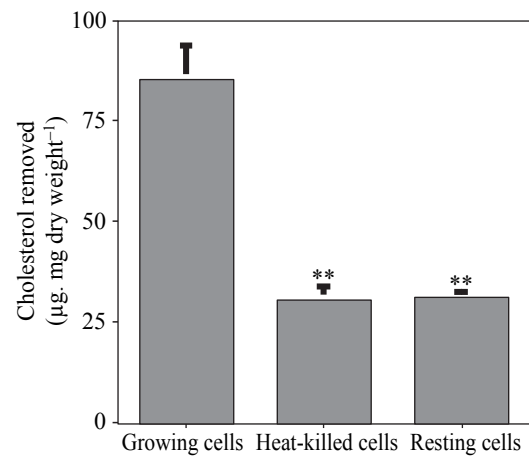 100
75
50
25
0
Cholesterol removed
(µg. mg dry weight⁻¹)
**
**
Growing cells Heat-killed cells Resting cells